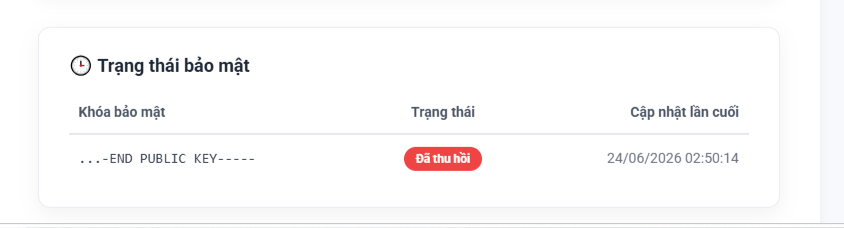 Trạng thái bảo mật
Khóa bảo mật Trạng thái Cập nhật lần cuối
...-END PUBLIC KEY----- Đã thu hồi 24/06/2026 02:50:14